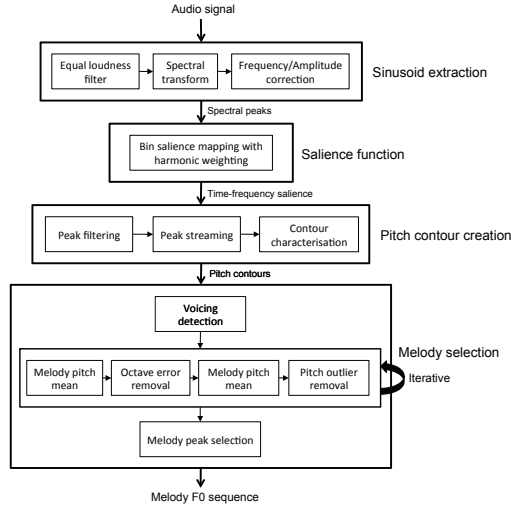 Audio signal
Equal loudness
filter
Spectral
transform
Frequency/Amplitude
correction
Sinusoid extraction
Spectral peaks
Bin salience mapping with
harmonic weighting
Salience function
Time-frequency salience
Peak filtering
Peak streaming
Contour
characterisation
Pitch contour creation
Pitch contours
Voicing
detection
Melody selection
Melody pitch
mean
Octave error
removal
Melody pitch
mean
Pitch outlier
removal
Iterative
Melody peak selection
Melody F0 sequence